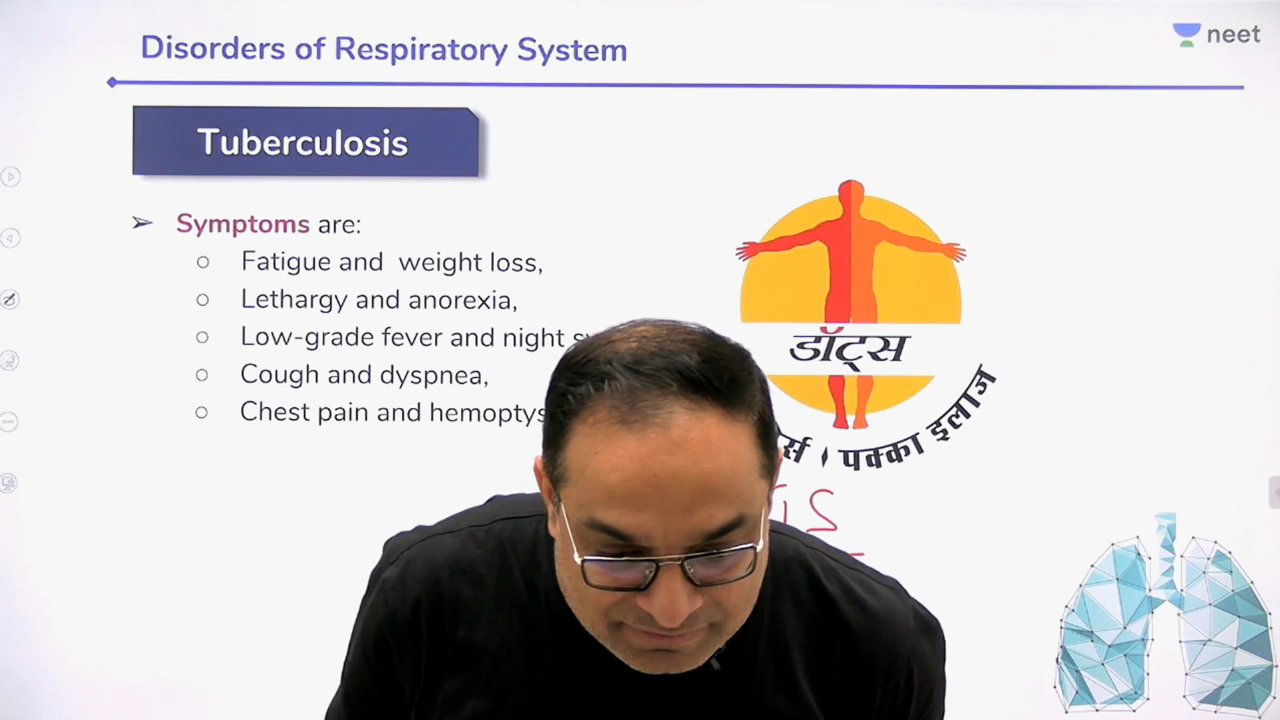 Disorders of Respiratory System
neet
Tuberculosis
➢ Symptoms are:
○ Fatigue and weight loss,
○ Lethargy and anorexia,
○ Low-grade fever and night
○ Cough and dyspnea,
○ Chest pain and
डॉट्स
पक्का इलाज